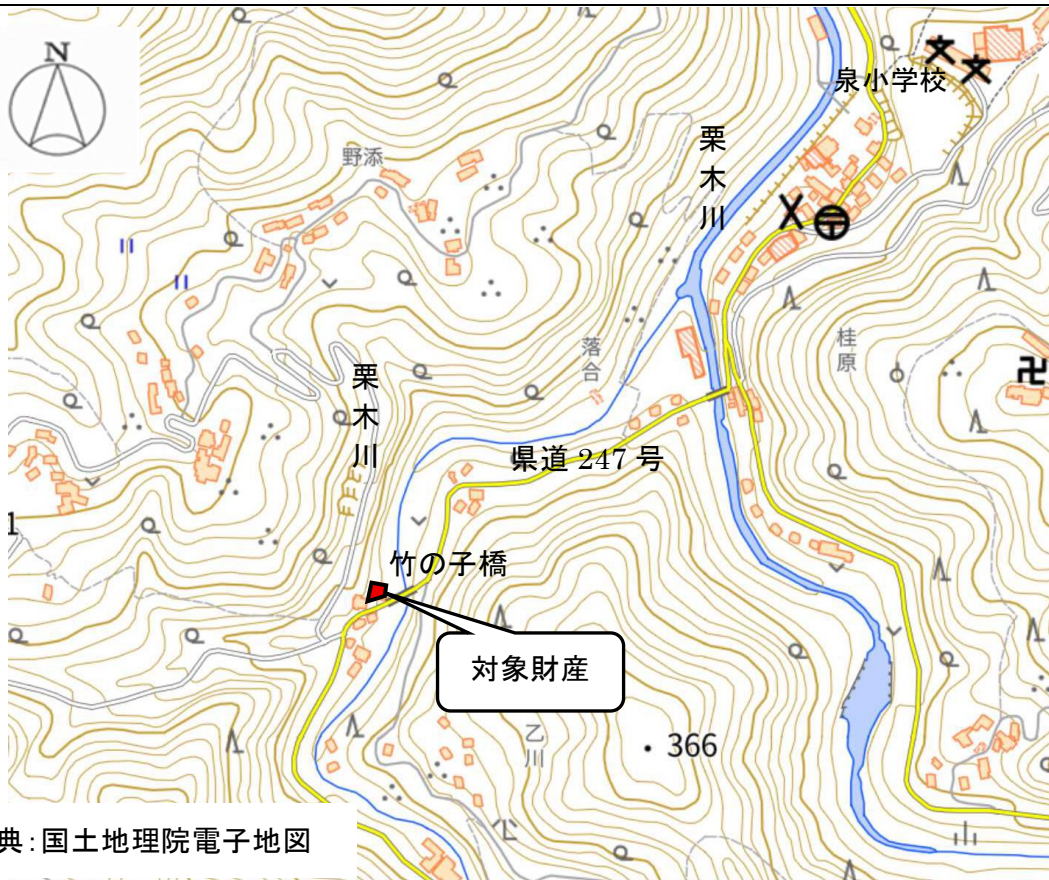 N
泉小学校
栗木川
野添
落合
桂原
栗木川
県道 247 号
1
竹の子橋
対象財産
乙川
366
典:国土地理院電子地図